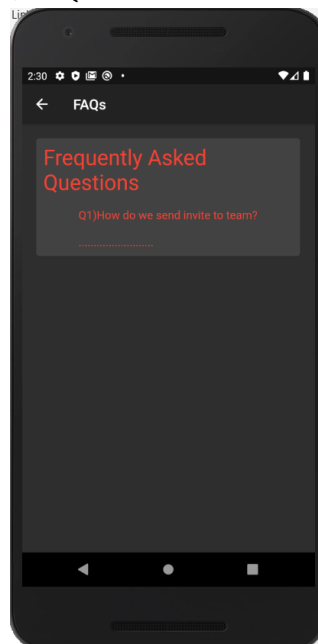 2:30
FAQs
Frequently Asked
Questions
Q1)How do we send invite to team?
.........................